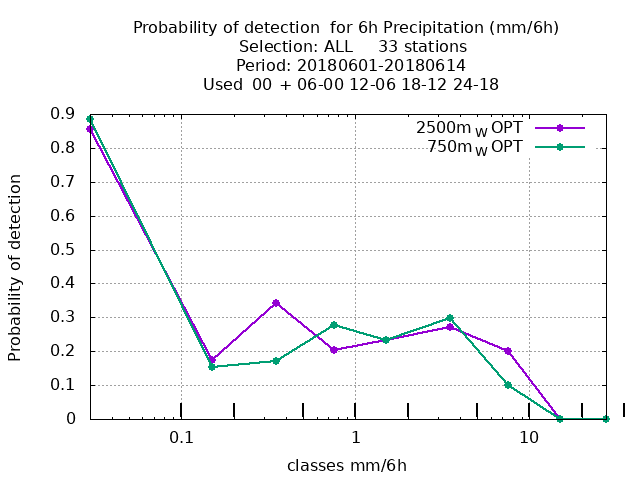 Probability of detection  for 6h Precipitation (mm/6h)
Selection: ALL     33 stations
Period: 20180601-20180614
Used  00  + 06-00 12-06 18-12 24-18
2500m W OPT
750m W OPT
0.9
0.8
0.7
0.6
0.5
0.4
0.3
0.2
0.1
0
Probability of detection
0.1
1
10
classes mm/6h